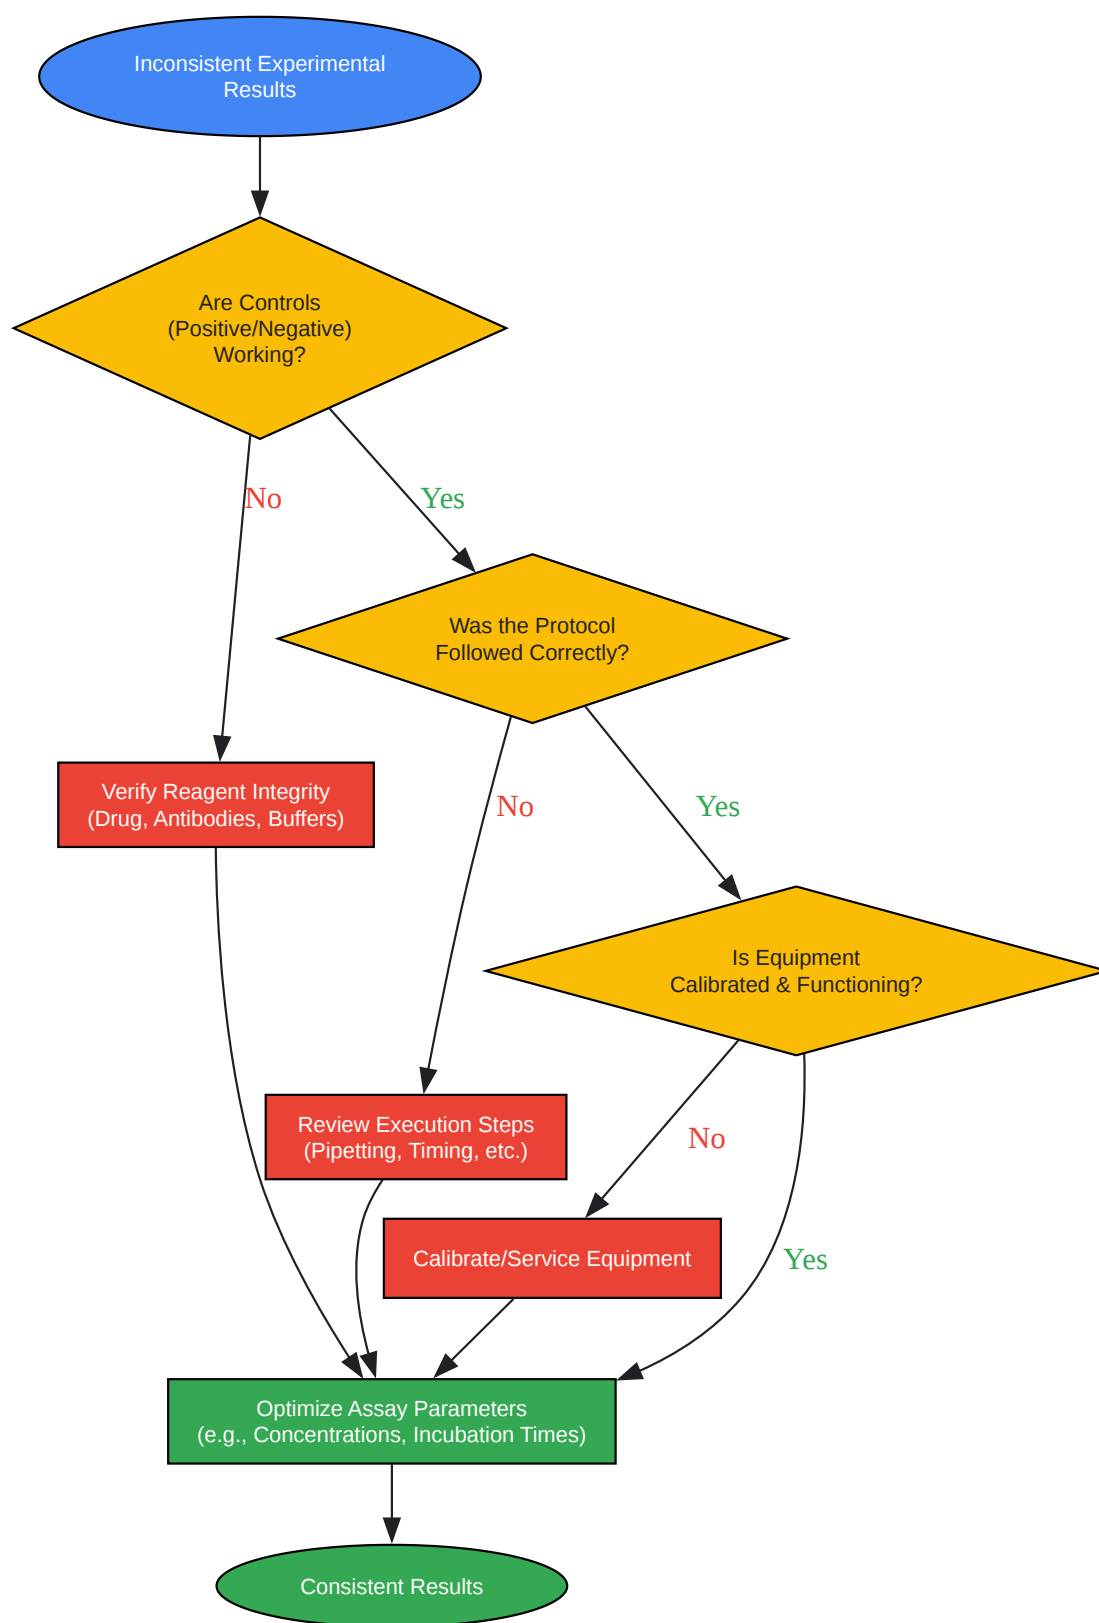 Inconsistent Experimental
Results
Are Controls
(Positive/Negative)
Working?
No
Yes
Was the Protocol
Followed Correctly?
Verify Reagent Integrity
(Drug, Antibodies, Buffers)
No
Yes
Is Equipment
Calibrated & Functioning?
Review Execution Steps
(Pipetting, Timing, etc.)
No
Calibrate/Service Equipment
Yes
Optimize Assay Parameters
(e.g., Concentrations, Incubation Times)
Consistent Results